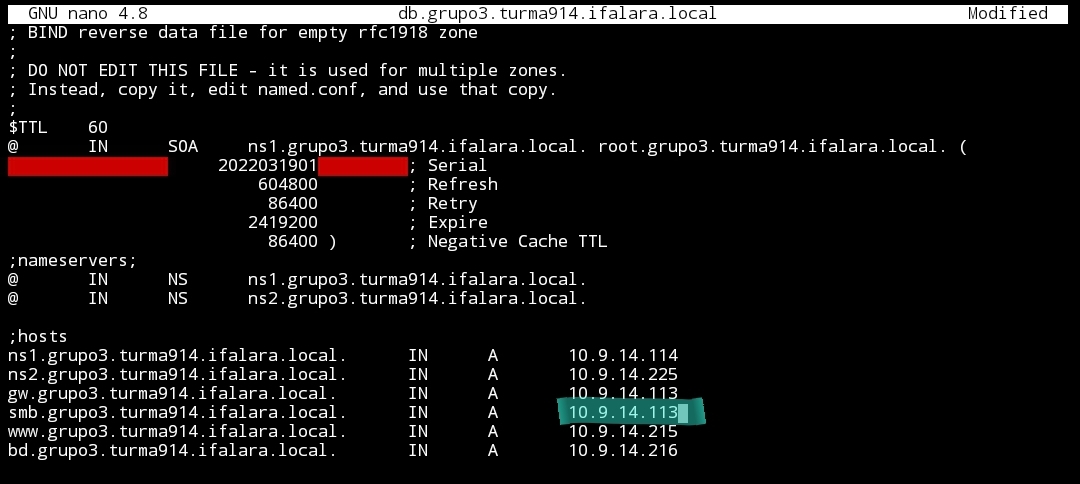 GNU nano 4.8 db.grupo3.turma914.ifalara.local Modified
; BIND reverse data file for empty rfc1918 zone
;
; DO NOT EDIT THIS FILE - it is used for multiple zones.
; Instead, copy it, edit named.conf, and use that copy.
;
$TTL 60
@ IN SOA ns1.grupo3.turma914.ifalara.local. root.grupo3.turma914.ifalara.local. (
2022031901 ; Serial
604800 ; Refresh
86400 ; Retry
2419200 ; Expire
86400 ) ; Negative Cache TTL
;nameservers;
@ IN NS ns1.grupo3.turma914.ifalara.local.
@ IN NS ns2.grupo3.turma914.ifalara.local.
;hosts
ns1.grupo3.turma914.ifalara.local. IN A 10.9.14.114
ns2.grupo3.turma914.ifalara.local. IN A 10.9.14.225
gw.grupo3.turma914.ifalara.local. IN A 10.9.14.113
smb.grupo3.turma914.ifalara.local. IN A 10.9.14.113
www.grupo3.turma914.ifalara.local. IN A 10.9.14.215
bd.grupo3.turma914.ifalara.local. IN A 10.9.14.216